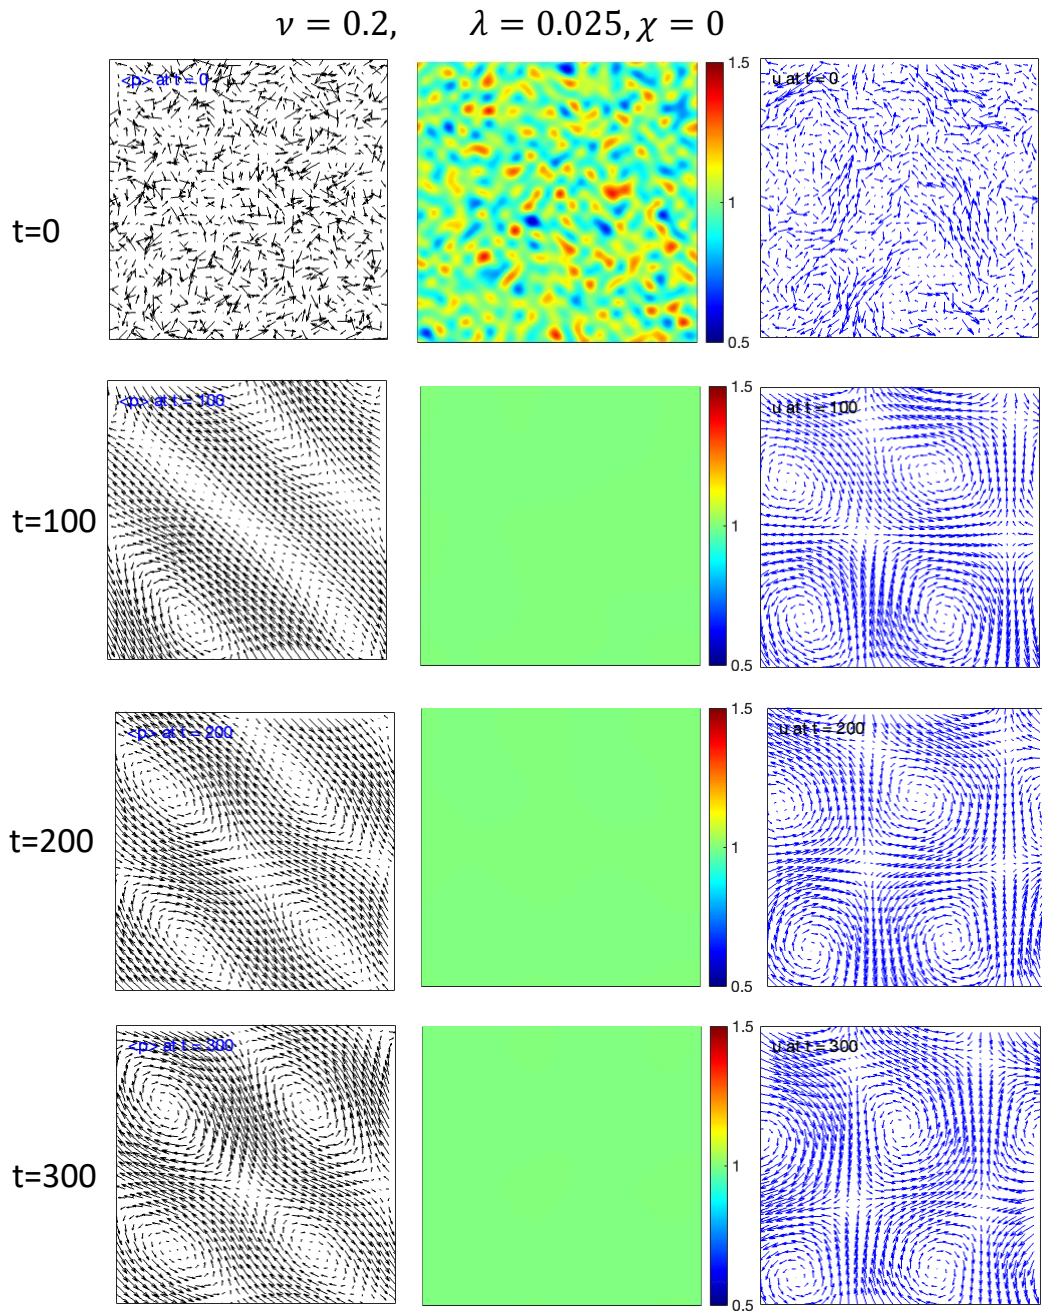 ν = 0.2, λ = 0.025, χ = 0
<p> at t = 0
1.5
u at t = 0
t=0
1
0.5
<p> at t = 100
1.5
u at t = 100
t=100
1
0.5
<p> at t = 200
1.5
u at t = 200
t=200
1
0.5
<p> at t = 300
1.5
u at t = 300
t=300
1
0.5